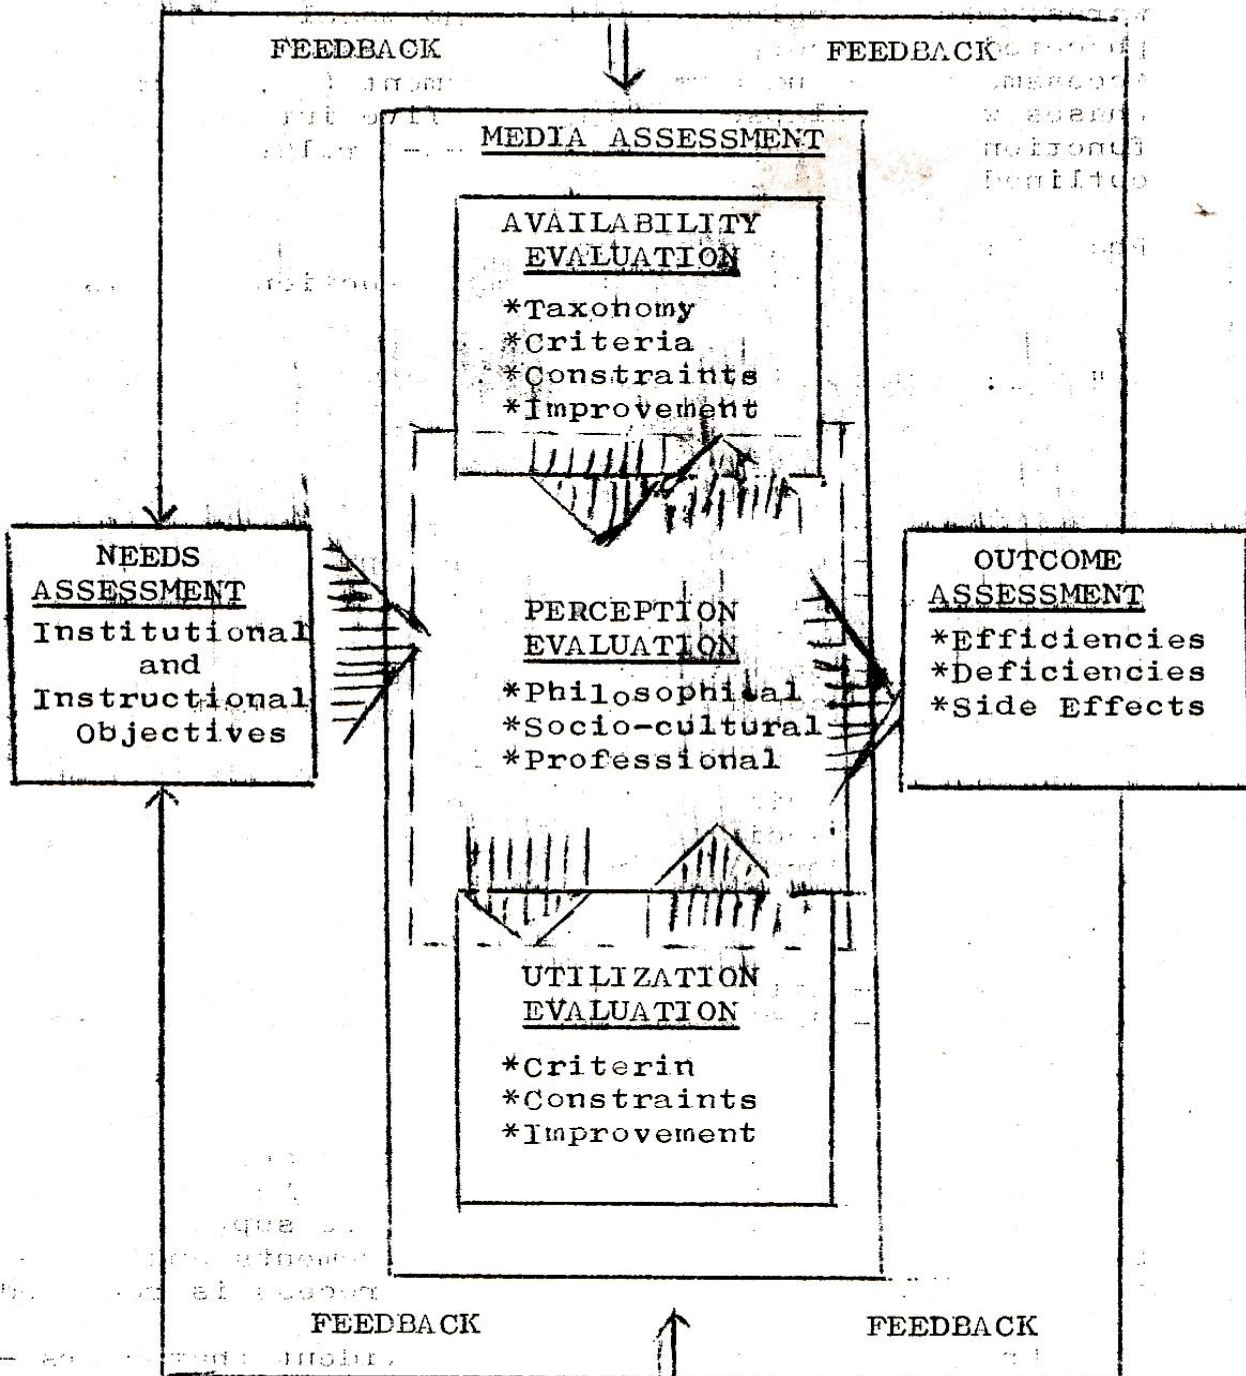 FEEDBACK
FEEDBACK
MEDIA ASSESSMENT
AVAILABILITY
EVALUATION
*Taxonomy
*Criteria
*Constraints
*Improvement
NEEDS
ASSESSMENT
Institutional
and
Instructional
Objectives
PERCEPTION
EVALUATION
*Philosophical
*Socio-cultural
*Professional
OUTCOME
ASSESSMENT
*Efficiencies
*Deficiencies
*Side Effects
UTILIZATION
EVALUATION
*Criterin
*Constraints
*Improvement
FEEDBACK
FEEDBACK